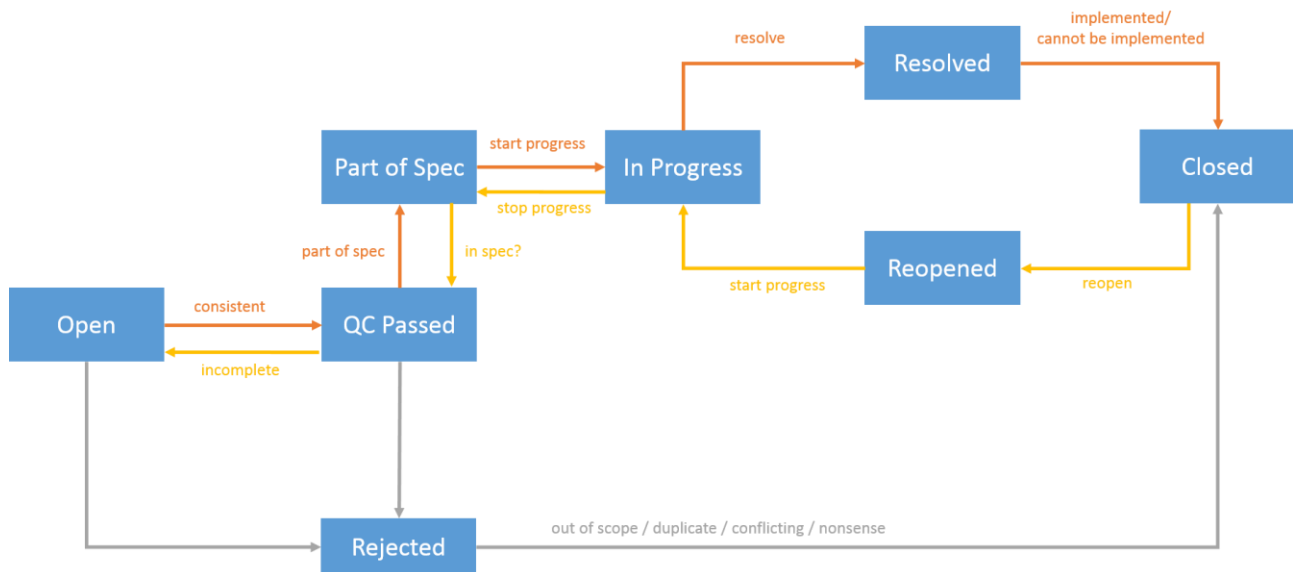 implemented/
cannot be implemented
resolve
Resolved
Part of Spec
start progress
In Progress
Closed
stop progress
part of spec
in spec?
Reopened
start progress
reopen
Open
consistent
QC Passed
incomplete
Rejected
out of scope / duplicate / conflicting / nonsense